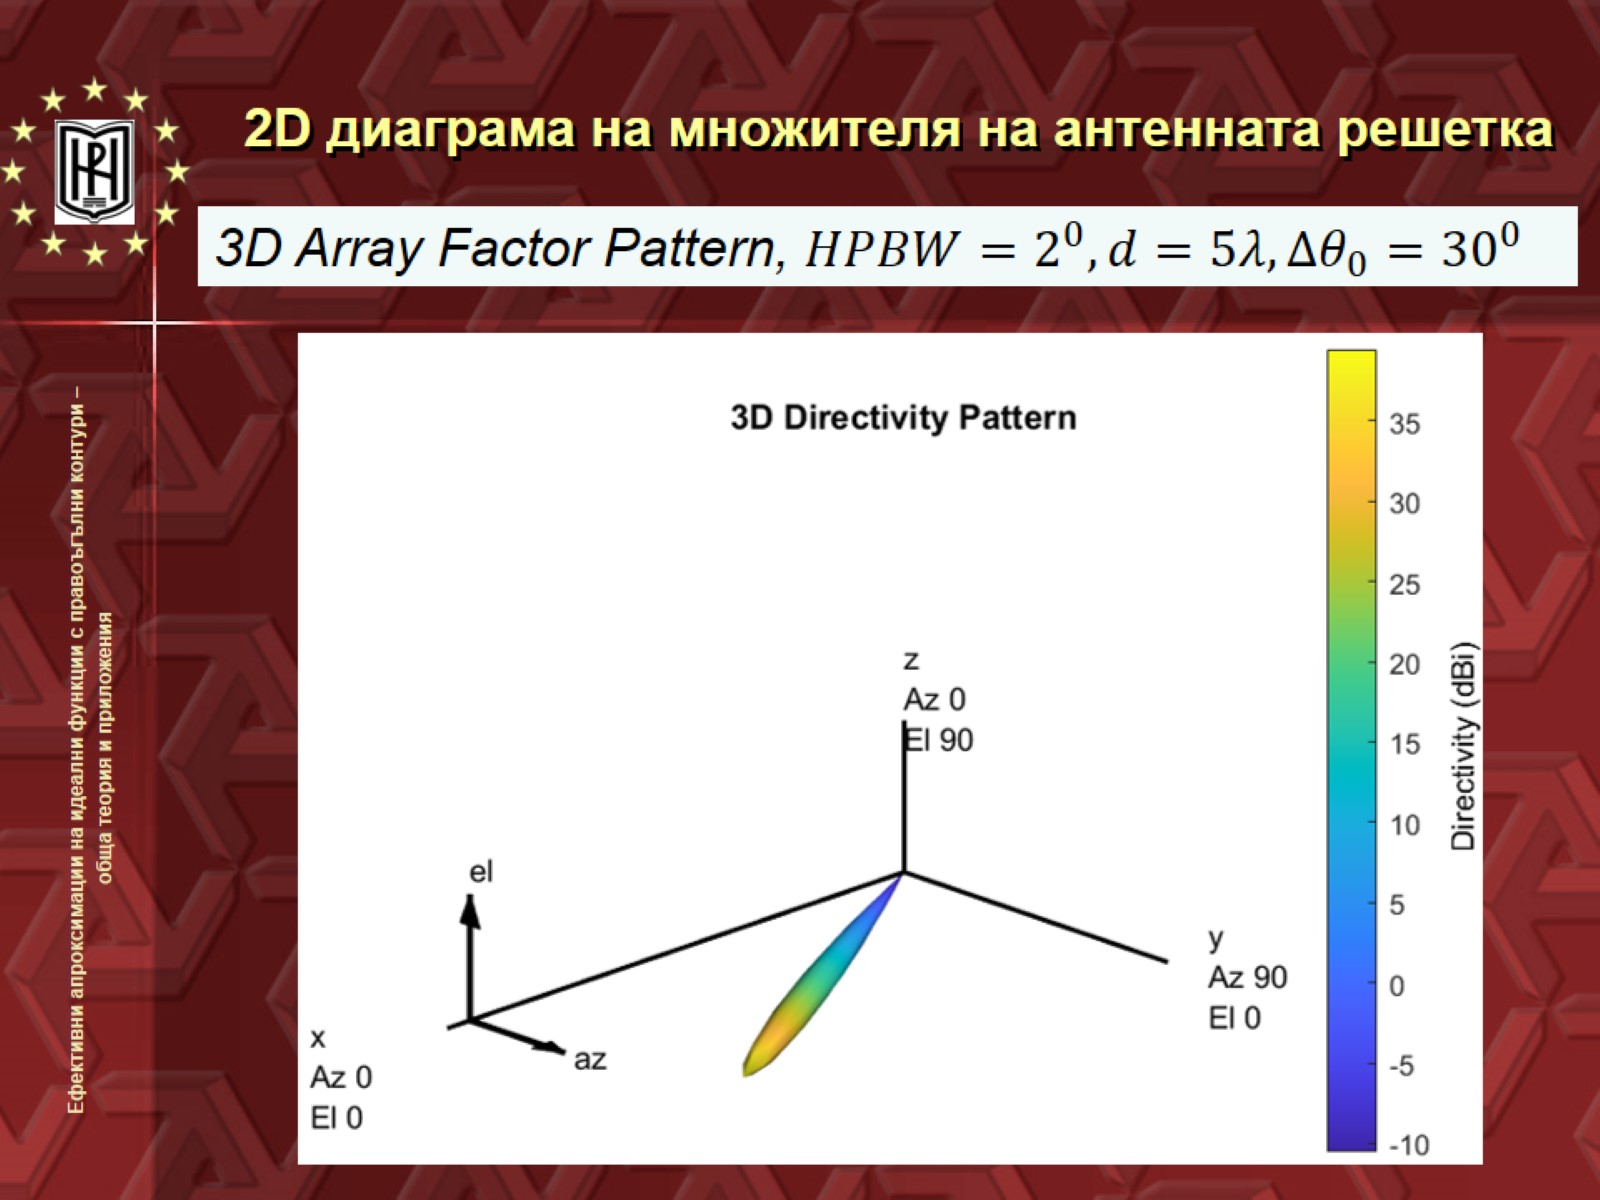 2D диаграма на множителя на антенната решетка
3D Array Factor Pattern, HPBW = 2⁰, d = 5λ, Δθ₀ = 30⁰
Ефективни апроксимации на идеални функции с правоъгълни контури –
обща теория и приложения
3D Directivity Pattern
z
Az 0
El 90
el
az
x
Az 0
El 0
y
Az 90
El 0
35
30
25
20
15
10
5
0
-5
-10
Directivity (dBi)